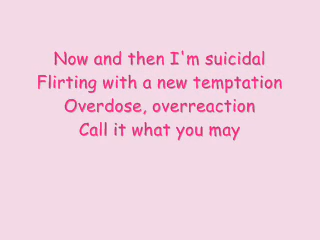 Now and then I'm suicidal
Flirting with a new temptation
Overdose, overreaction
Call it what you may